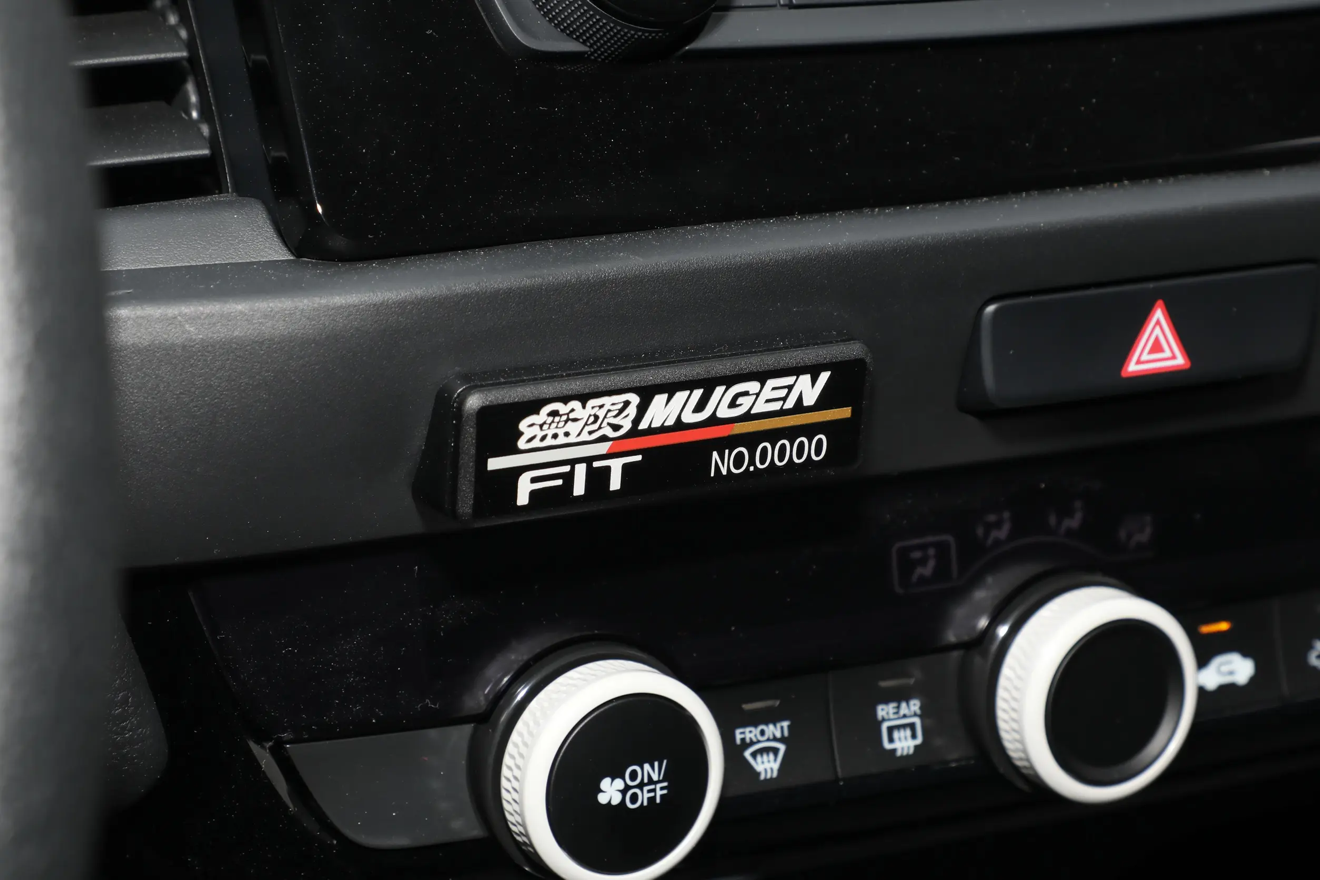 無限 MUGEN
FIT NO.0000
FRONT
REAR
ON/
OFF